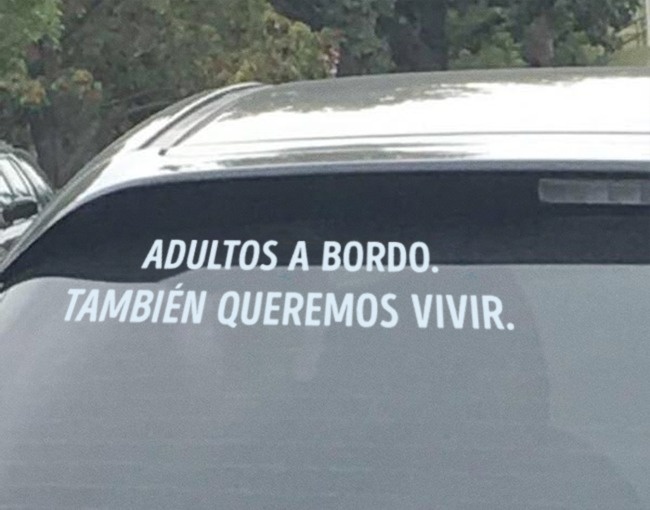 ADULTOS A BORDO.
TAMBIÉN QUEREMOS VIVIR.